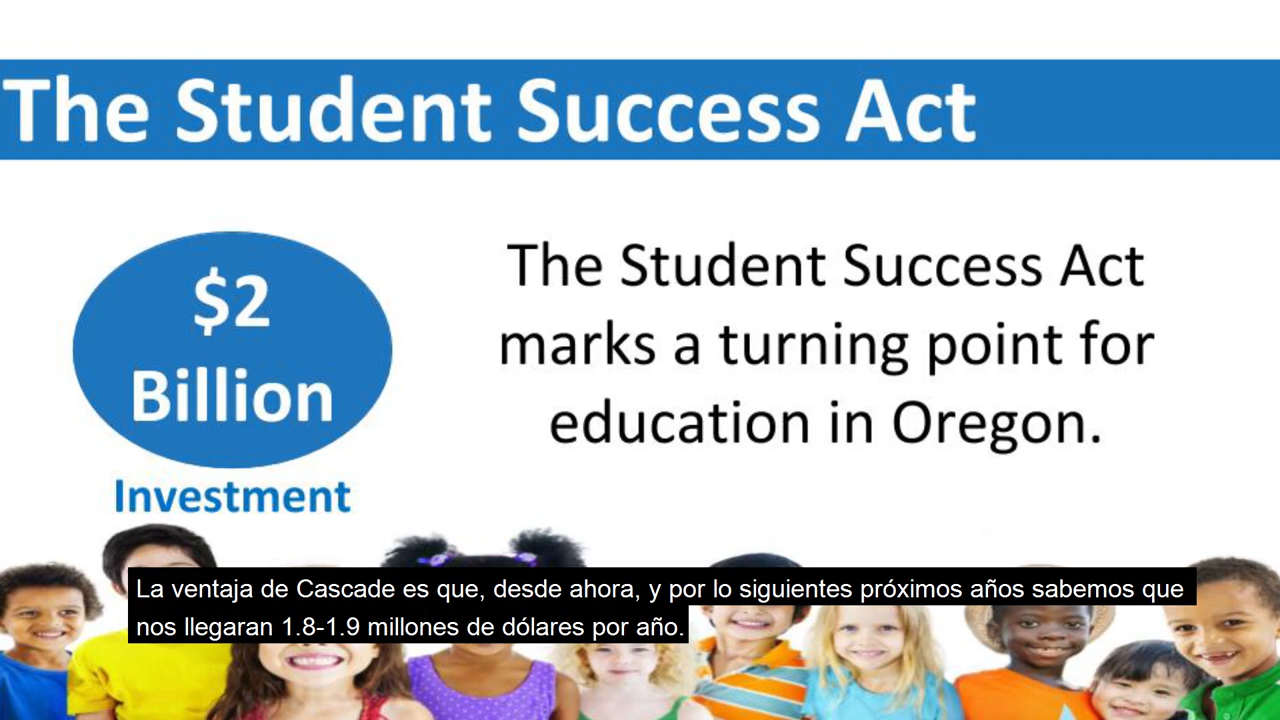 The Student Success Act
$2
Billion
Investment
The Student Success Act
marks a turning point for
education in Oregon.
La ventaja de Cascade es que, desde ahora, y por lo siguientes próximos años sabemos que
nos llegaran 1.8-1.9 millones de dólares por año.